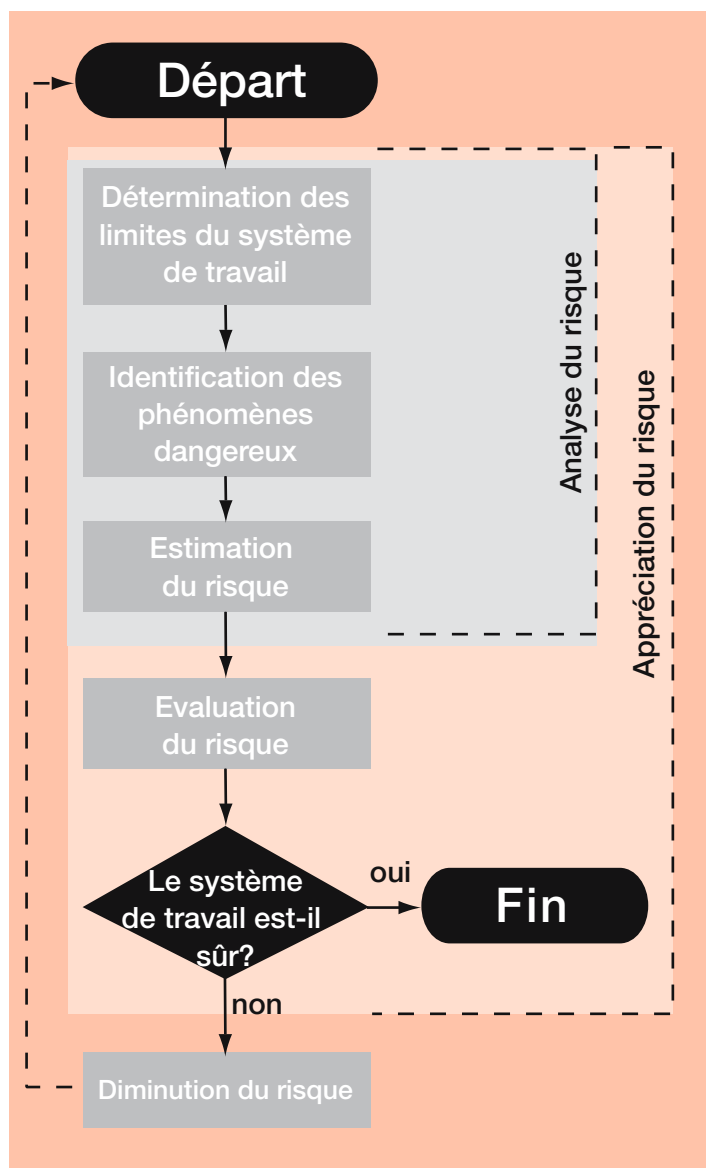 Départ
Détermination des
limites du système
de travail
Identification des
phénomènes
dangereux
Estimation
du risque
Analyse du risque
Appréciation du risque
Evaluation
du risque
Le système
de travail est-il
sûr?
oui
Fin
non
Diminution du risque